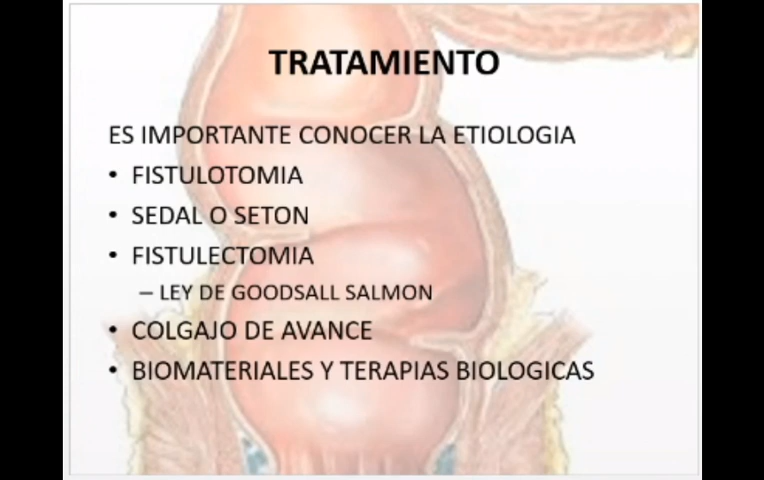 TRATAMIENTO
ES IMPORTANTE CONOCER LA ETIOLOGIA
• FISTULOTOMIA
• SEDAL O SETON
• FISTULECTOMIA
– LEY DE GOODSALL SALMON
• COLGAJO DE AVANCE
• BIOMATERIALES Y TERAPIAS BIOLOGICAS